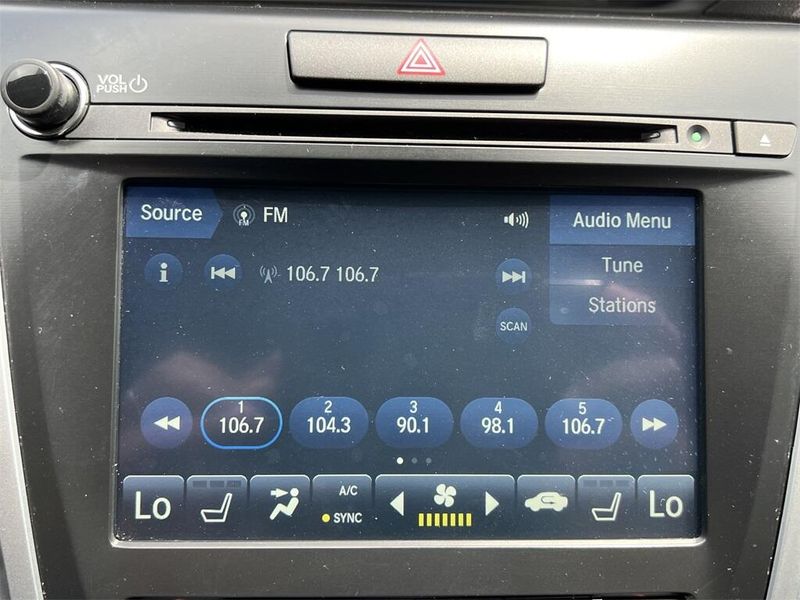 VOL
PUSH
Source
FM
FM
Audio Menu
i
106.7 106.7
Tune
Stations
SCAN
1
106.7
2
104.3
3
90.1
4
98.1
5
106.7
Lo
A/C
SYNC
Lo